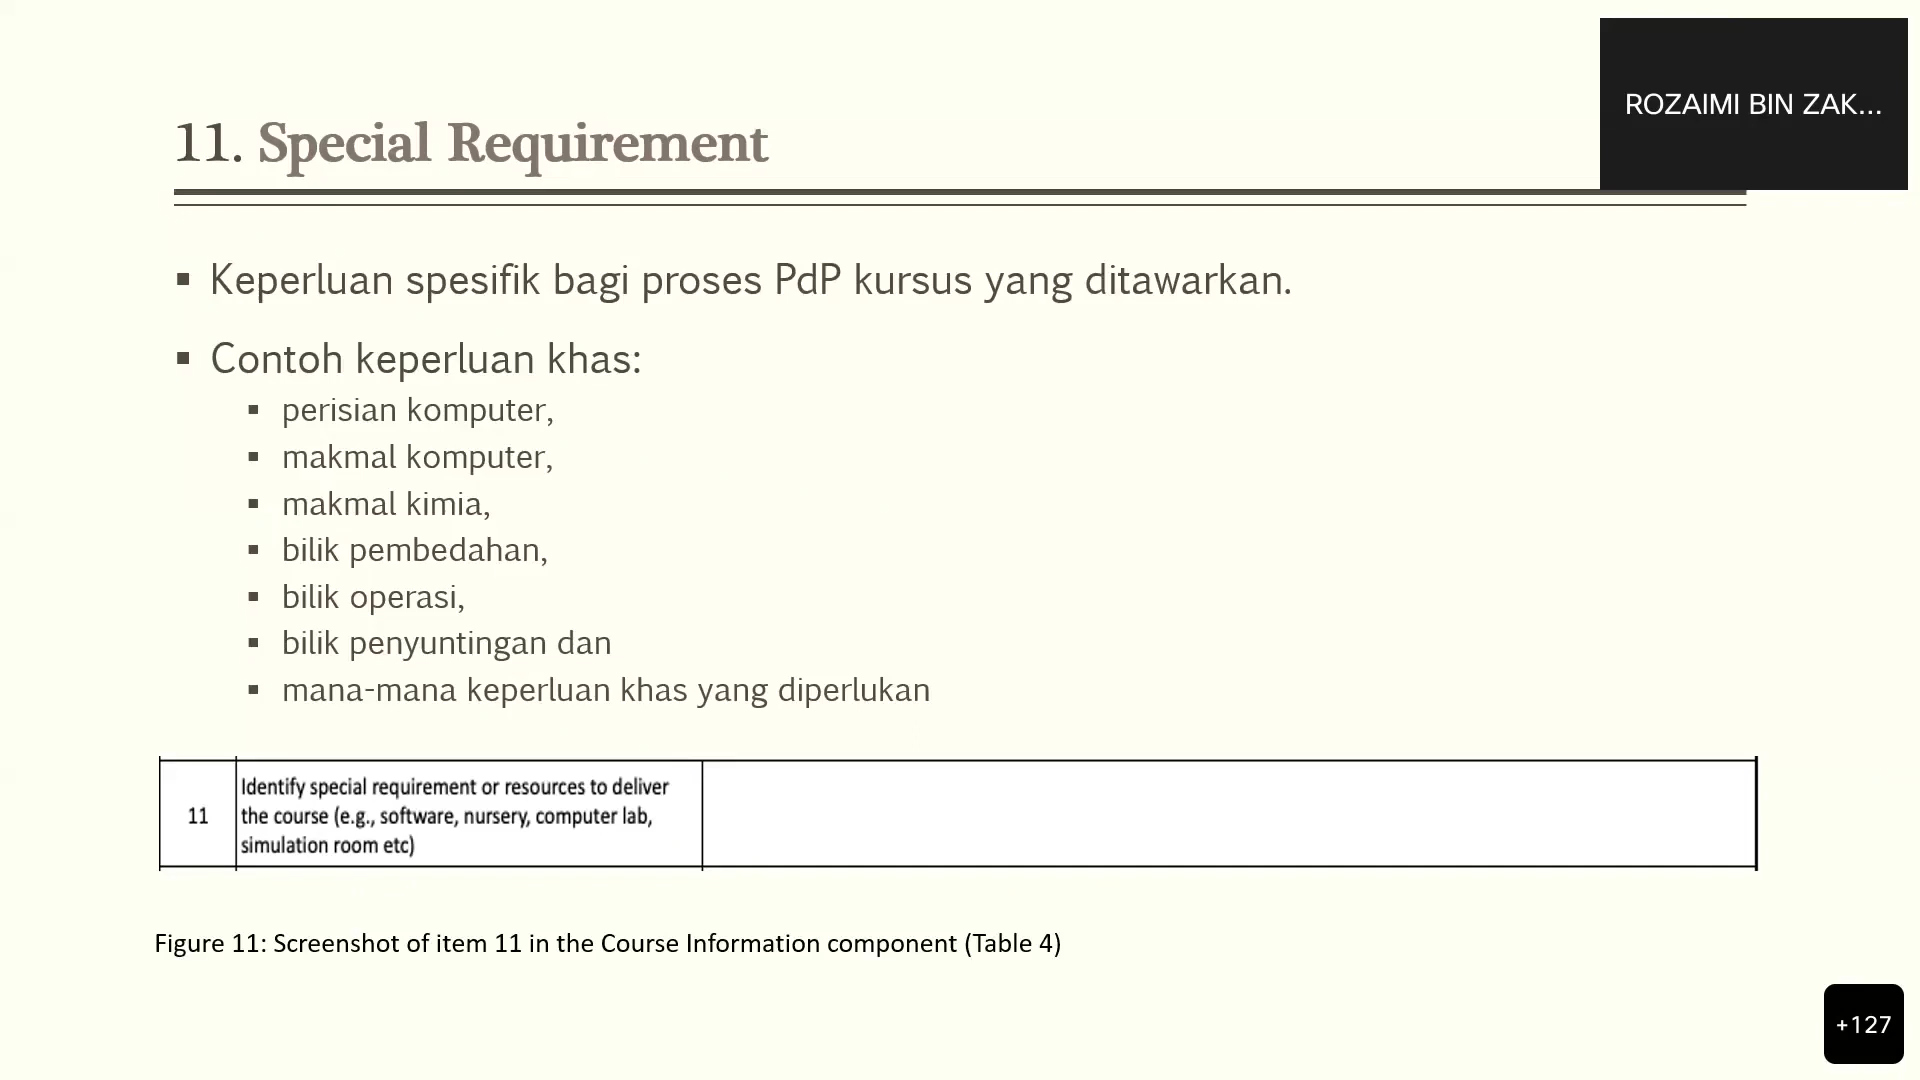 ROZAIMI BIN ZAK...
11. Special Requirement
▪ Keperluan spesifik bagi proses PdP kursus yang ditawarkan.
▪ Contoh keperluan khas:
▪ perisian komputer,
▪ makmal komputer,
▪ makmal kimia,
▪ bilik pembedahan,
▪ bilik operasi,
▪ bilik penyuntingan dan
▪ mana-mana keperluan khas yang diperlukan
11
Identify special requirement or resources to deliver
the course (e.g., software, nursery, computer lab,
simulation room etc)
Figure 11: Screenshot of item 11 in the Course Information component (Table 4)
+127